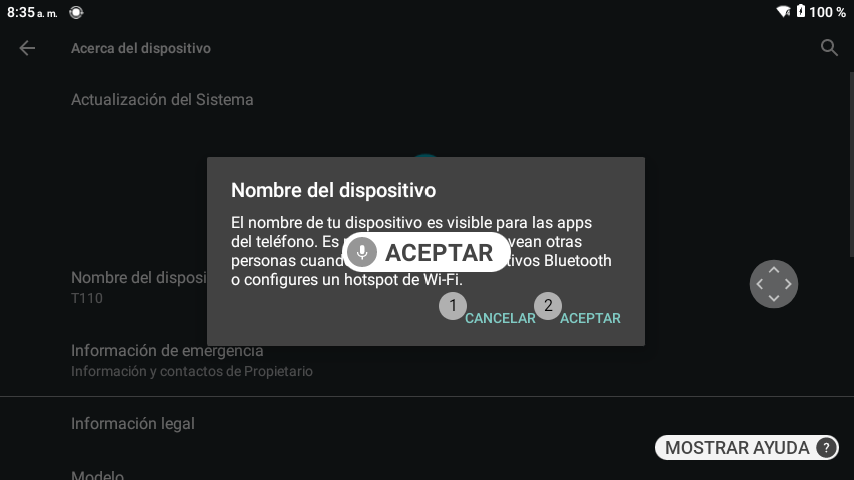 8:35 a. m.
100 %
Acerca del dispositivo
Actualización del Sistema
Nombre del dispositivo
El nombre de tu dispositivo es visible para las apps
del teléfono. Es vean otras
ACEPTAR
personas cuand tivos Bluetooth
o configures un hotspot de Wi-Fi.
Nombre del disposi
T110
1 CANCELAR
2 ACEPTAR
Información de emergencia
Información y contactos de Propietario
Información legal
MOSTRAR AYUDA ?
Modelo